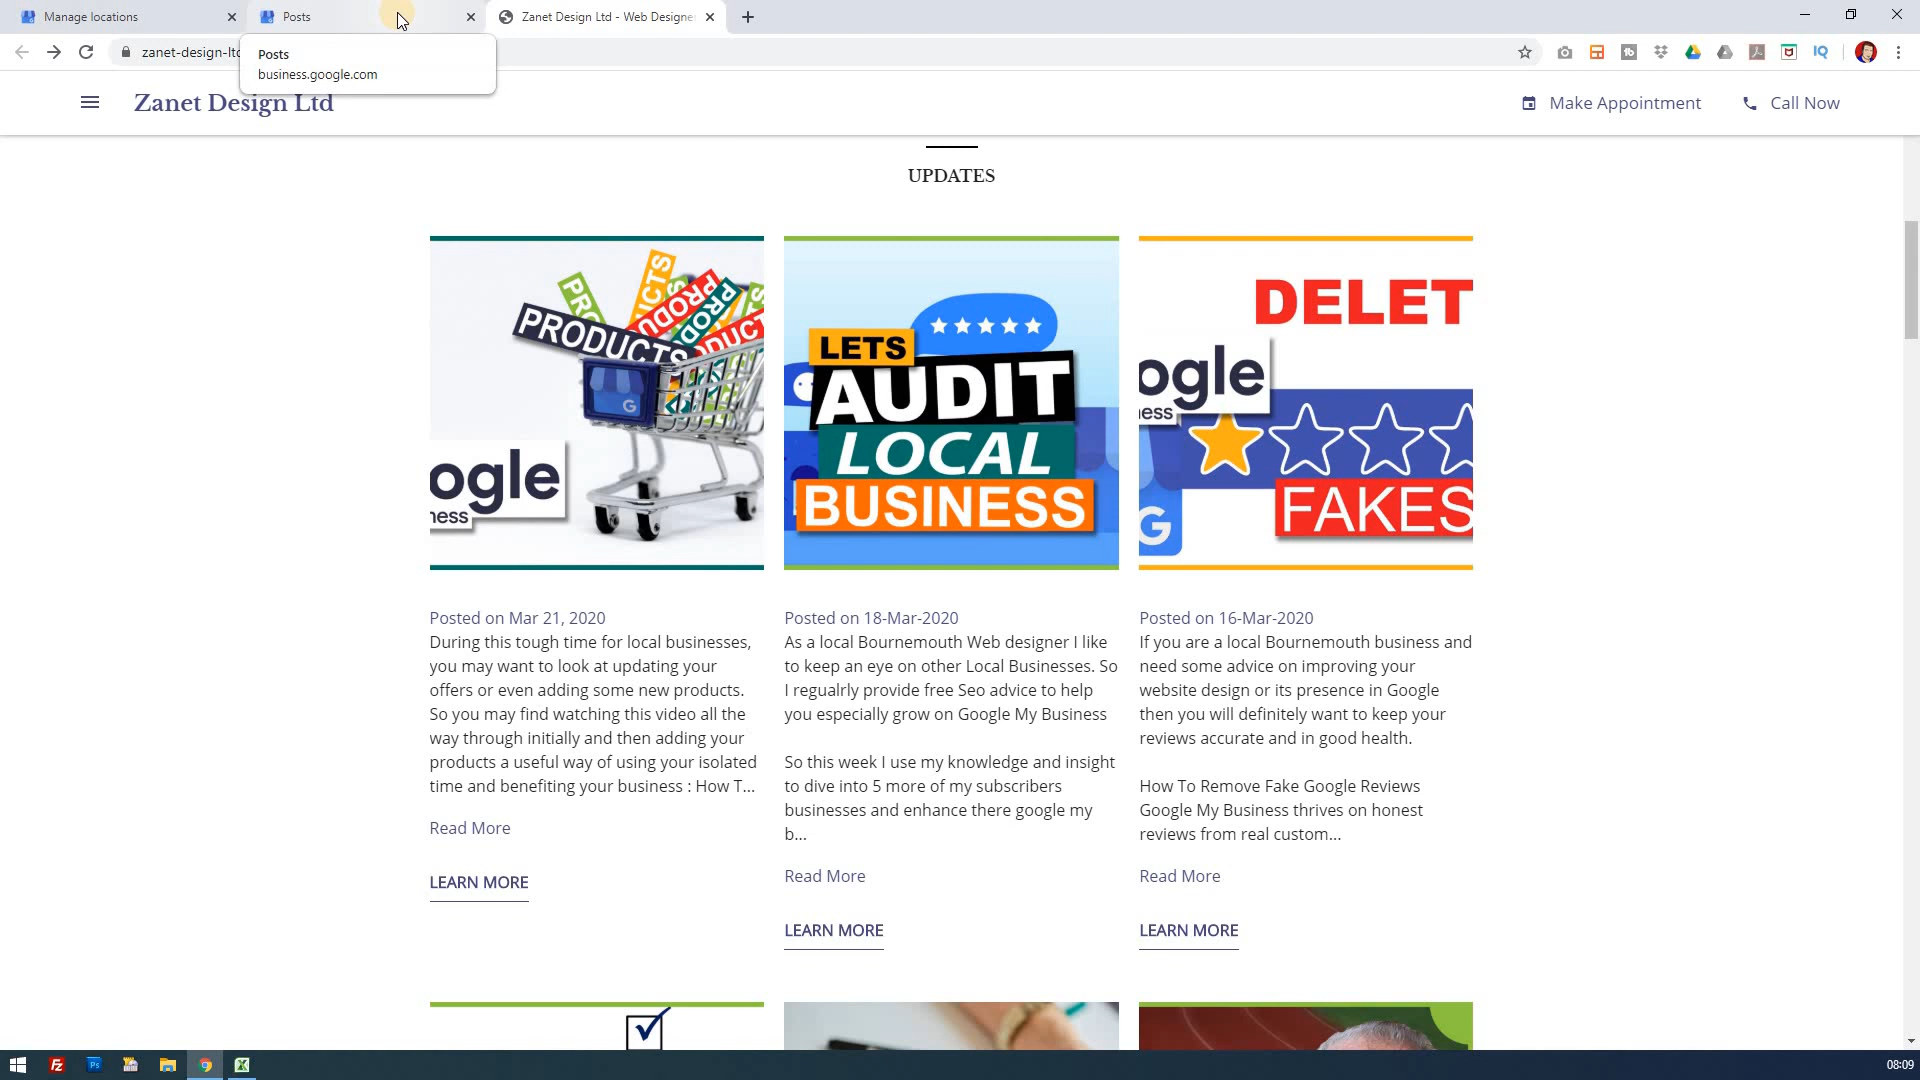 Manage locations
Posts
Zanet Design Ltd - Web Designe
zanet-design-ltd
Posts
business.google.com
Zanet Design Ltd
Make Appointment
Call Now
UPDATES
PRODUCTS
ogle
ness
LETS
AUDIT
LOCAL
BUSINESS
DELET
ogle
ness
G
FAKES
Posted on Mar 21, 2020
During this tough time for local businesses,
you may want to look at updating your
offers or even adding some new products.
So you may find watching this video all the
way through initially and then adding your
products a useful way of using your isolated
time and benefiting your business : How T...
Read More
LEARN MORE
Posted on 18-Mar-2020
As a local Bournemouth Web designer I like
to keep an eye on other Local Businesses. So
I regualrly provide free Seo advice to help
you especially grow on Google My Business
So this week I use my knowledge and insight
to dive into 5 more of my subscribers
businesses and enhance there google my
b...
Read More
LEARN MORE
Posted on 16-Mar-2020
If you are a local Bournemouth business and
need some advice on improving your
website design or its presence in Google
then you will definitely want to keep your
reviews accurate and in good health.
How To Remove Fake Google Reviews
Google My Business thrives on honest
reviews from real custom...
Read More
LEARN MORE
08:09